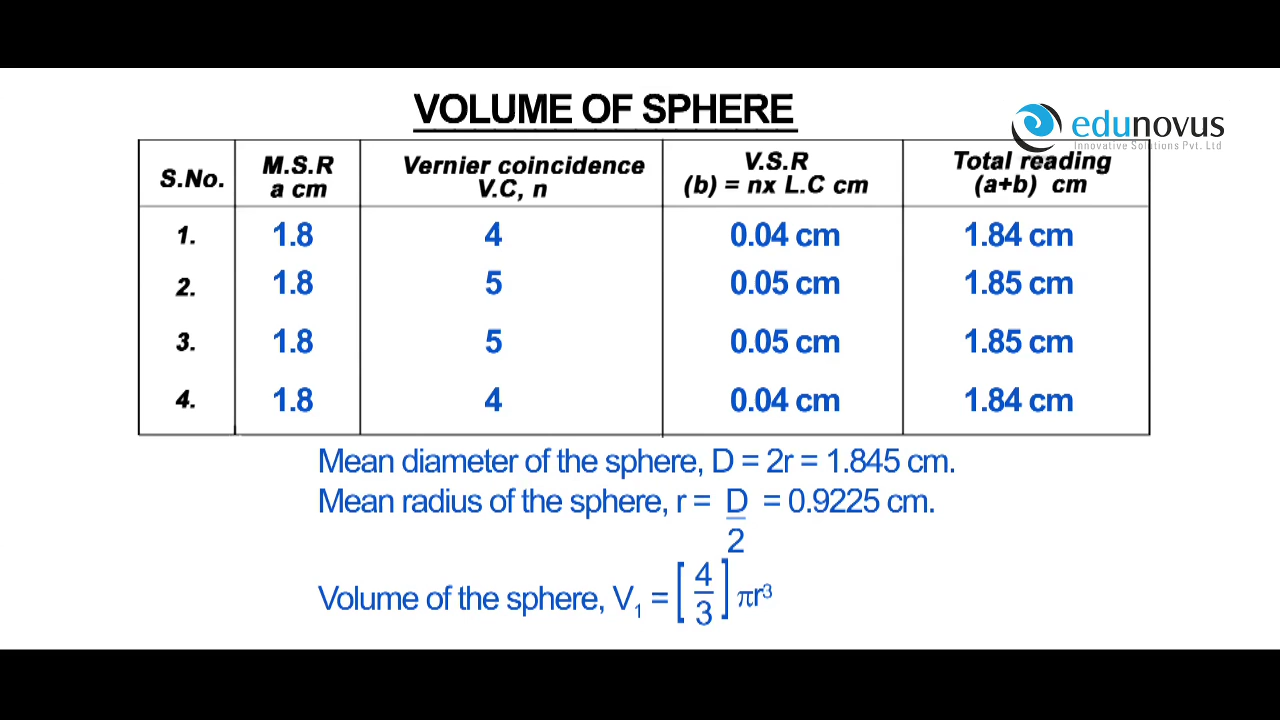 VOLUME OF SPHERE
edunovus
Innovative Solutions Pvt. Ltd
S.No. M.S.R a cm Vernier coincidence V.C, n V.S.R (b) = nx L.C cm Total reading (a+b) cm
1. 1.8 4 0.04 cm 1.84 cm
2. 1.8 5 0.05 cm 1.85 cm
3. 1.8 5 0.05 cm 1.85 cm
4. 1.8 4 0.04 cm 1.84 cm
Mean diameter of the sphere, D = 2r = 1.845 cm.
Mean radius of the sphere, r = D/2 = 0.9225 cm.
Volume of the sphere, V₁ = [4/3] πr³